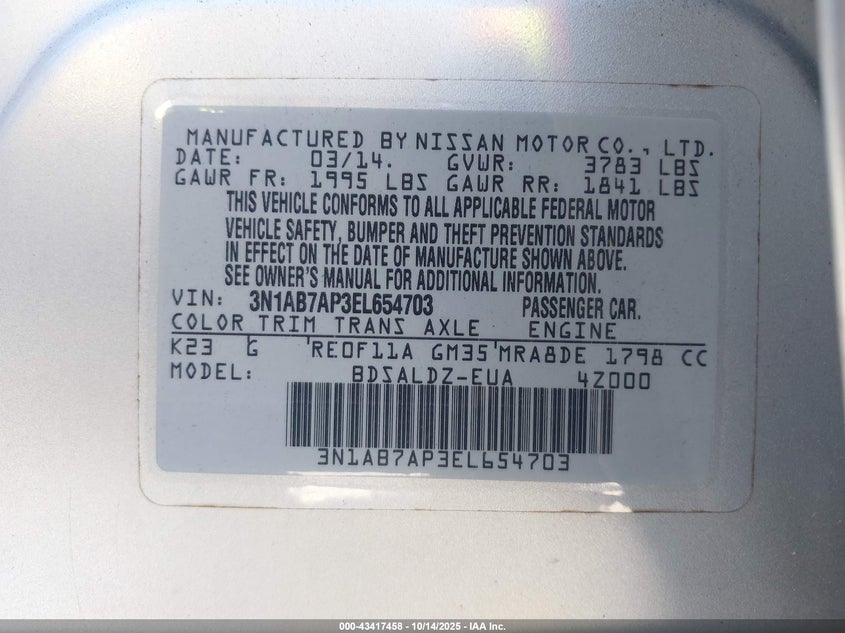 MANUFACTURED BY NISSAN MOTOR CO., LTD.
DATE: 03/14. GVWR: 3783 LBS
GAWR FR: 1995 LBS GAWR RR: 1841 LBS
THIS VEHICLE CONFORMS TO ALL APPLICABLE FEDERAL MOTOR
VEHICLE SAFETY, BUMPER AND THEFT PREVENTION STANDARDS
IN EFFECT ON THE DATE OF MANUFACTURE SHOWN ABOVE.
SEE OWNER'S MANUAL FOR ADDITIONAL INFORMATION.
VIN: 3N1AB7AP3EL654703 PASSENGER CAR.
COLOR TRIM TRANS AXLE ENGINE
K23 G 'RE0F11A GM35'MRA8DE 1798 CC
MODEL: BDSALDZ-EUA 4Z000
3N1AB7AP3EL654703
000-43417458 - 10/14/2025 - IAA Inc.